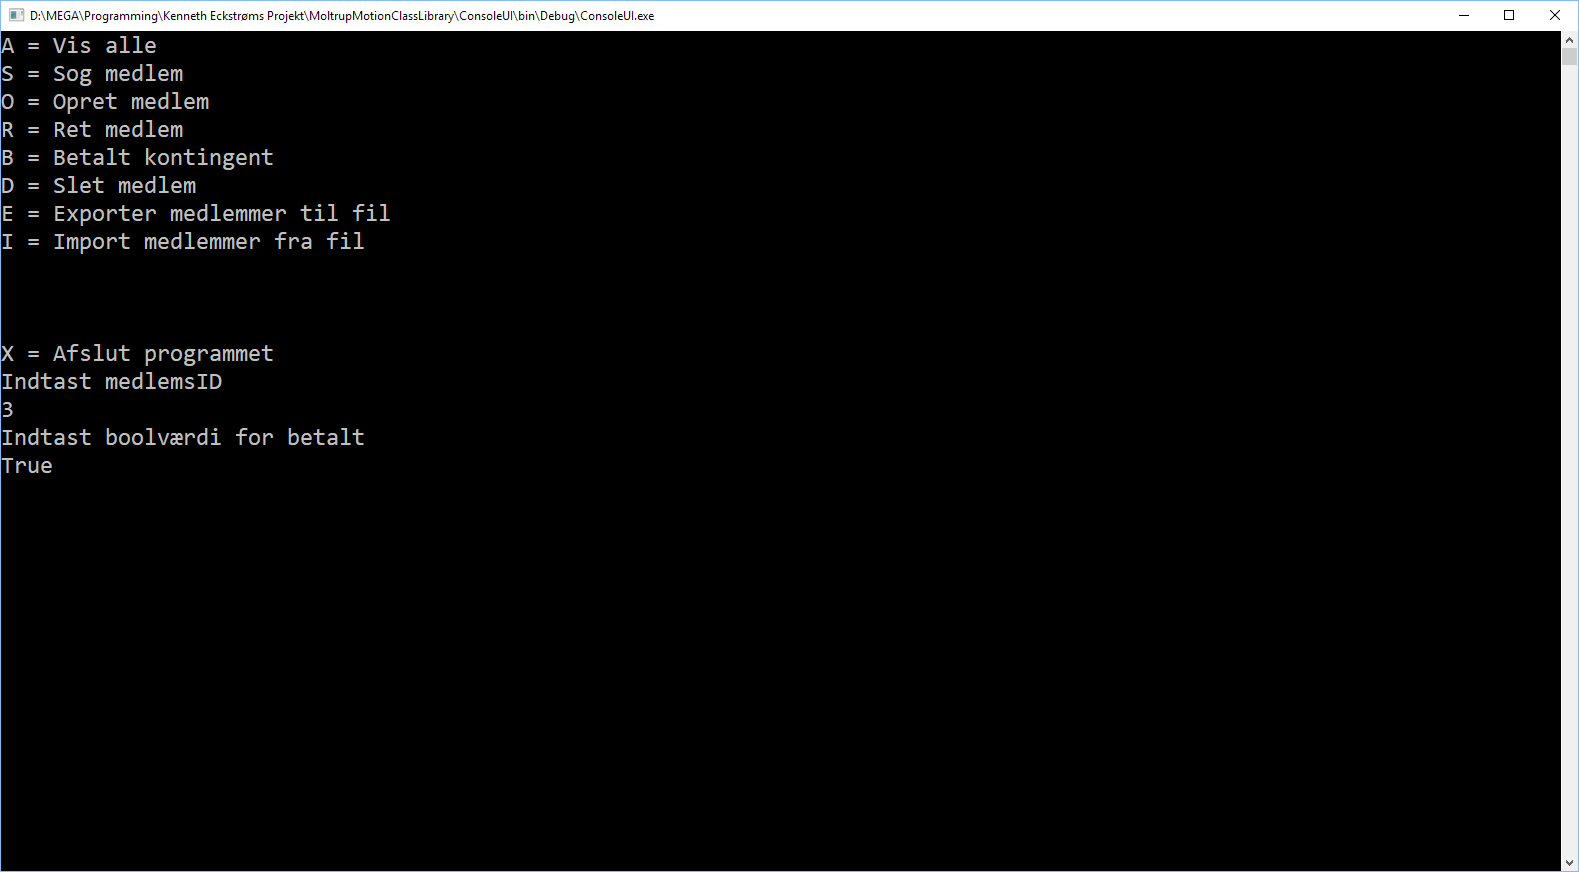 D:\MEGA\Programming\Kenneth Eckstrøms Projekt\MoltrupMotionClassLibrary\ConsoleUI\bin\Debug\ConsoleUI.exe
A = Vis alle
S = Sog medlem
O = Opret medlem
R = Ret medlem
B = Betalt kontingent
D = Slet medlem
E = Exporter medlemmer til fil
I = Import medlemmer fra fil
X = Afslut programmet
Indtast medlemsID
3
Indtast boolværdi for betalt
True